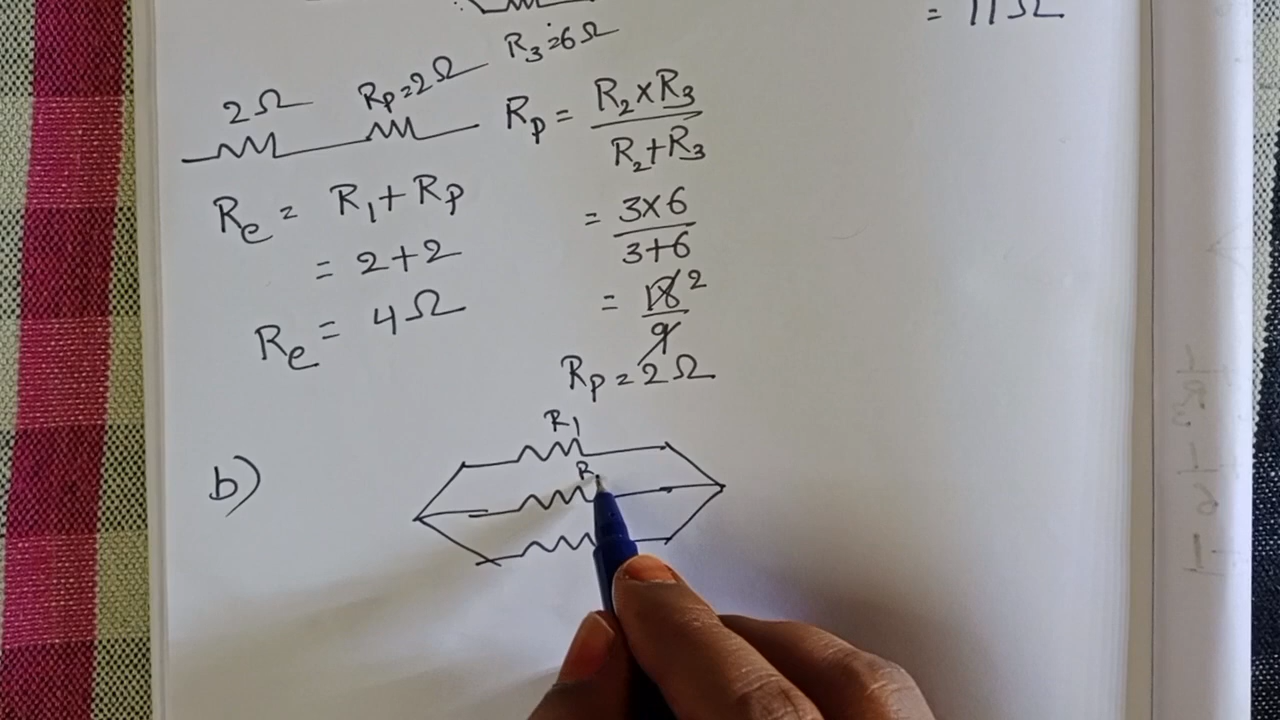 = 11Ω
R3=6Ω
2Ω Rp=2Ω
Rp = R2×R3 / R2+R3
Re = R1+Rp
= 3×6 / 3+6
= 2+2
= 18 2 / 9
Re = 4Ω
Rp = 2Ω
b)
R1
R